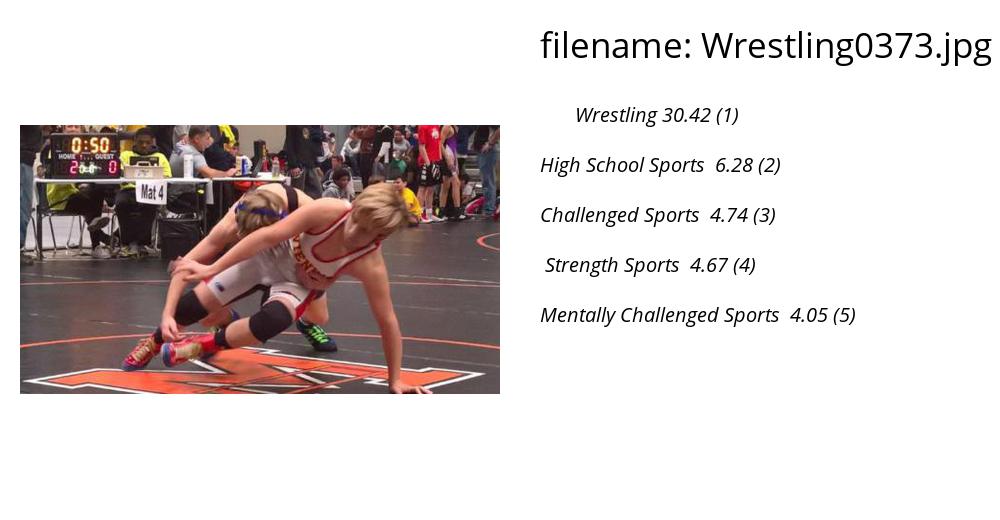 filename: Wrestling0373.jpg
Wrestling 30.42 (1)
High School Sports 6.28 (2)
Challenged Sports 4.74 (3)
Strength Sports 4.67 (4)
Mentally Challenged Sports 4.05 (5)
0:50
HOME GUEST
0
Mat 4